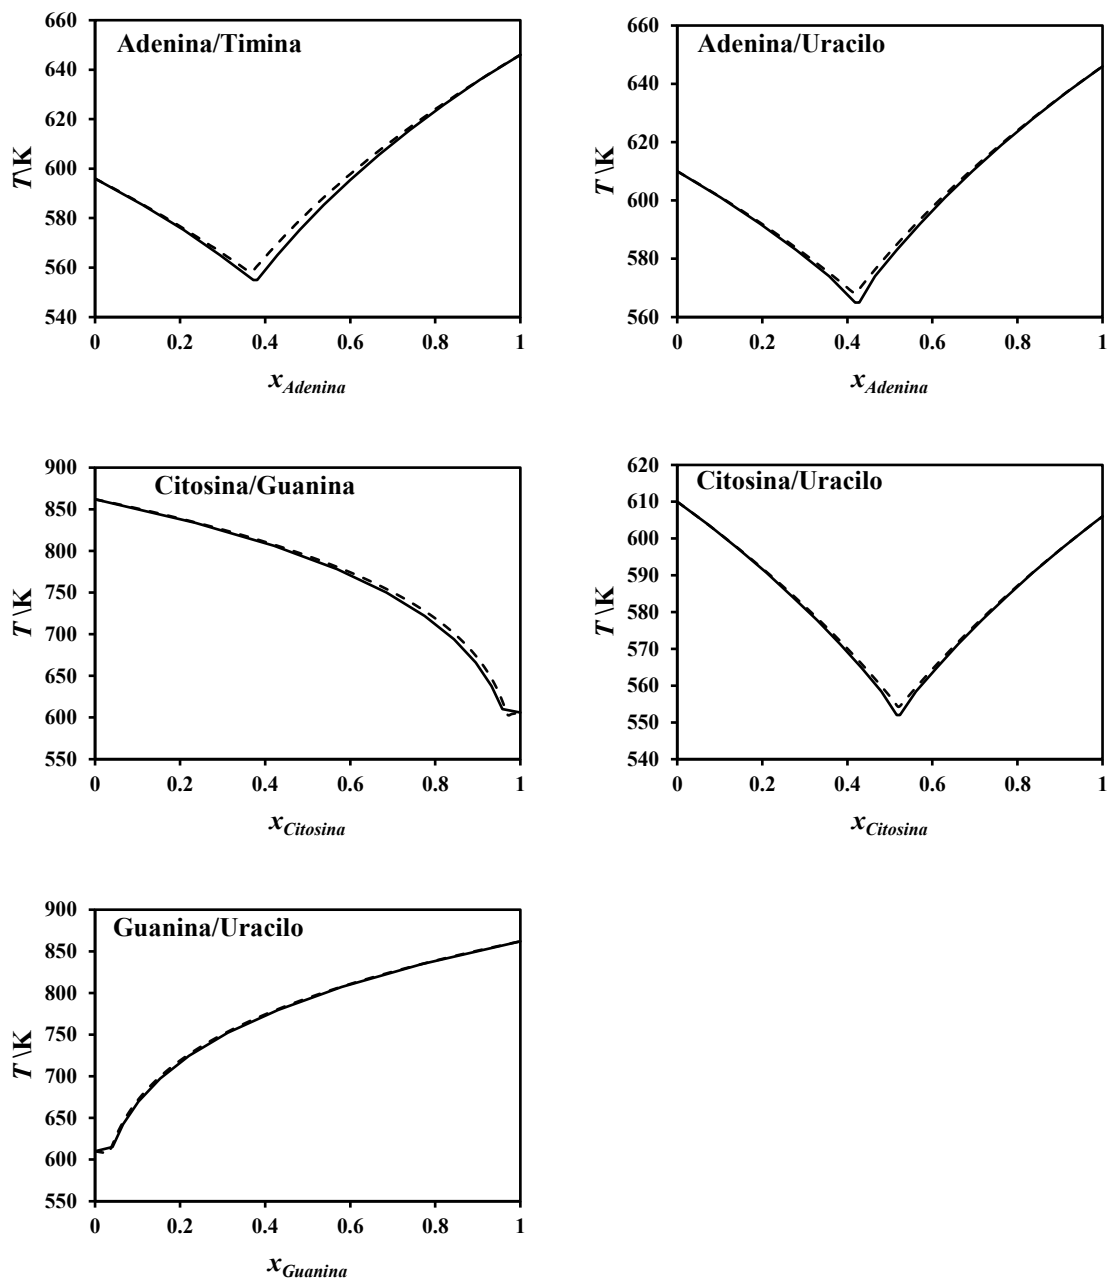 Adenina/Timina
660
640
620
600
580
560
540
T\K
0 0.2 0.4 0.6 0.8 1
xAdenina
Adenina/Uracilo
660
640
620
600
580
560
T\K
0 0.2 0.4 0.6 0.8 1
xAdenina
Citosina/Guanina
900
850
800
750
700
650
600
550
T\K
0 0.2 0.4 0.6 0.8 1
xCitosina
Citosina/Uracilo
620
610
600
590
580
570
560
550
540
T\K
0 0.2 0.4 0.6 0.8 1
xCitosina
Guanina/Uracilo
900
850
800
750
700
650
600
550
T\K
0 0.2 0.4 0.6 0.8 1
xGuanina